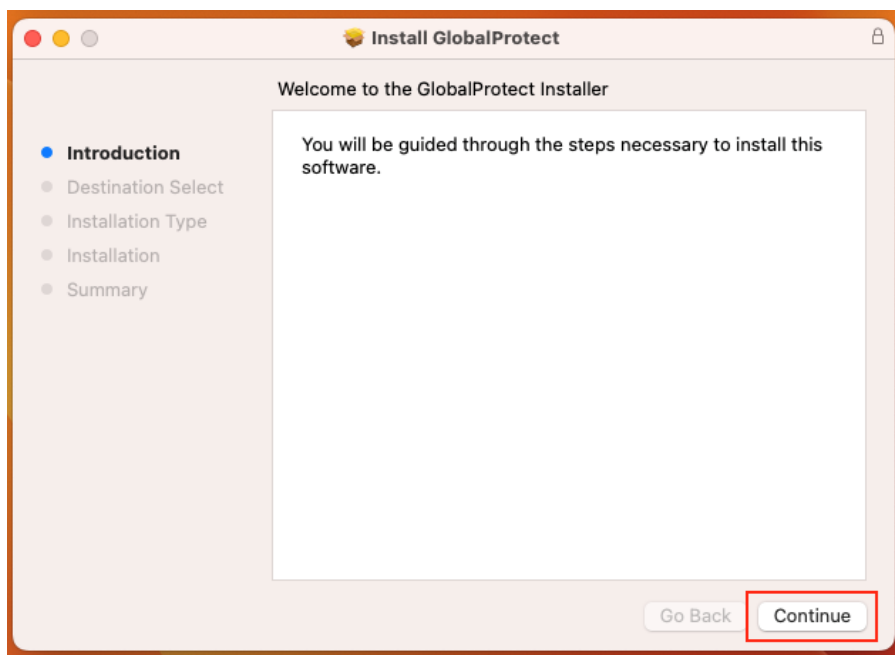 Install GlobalProtect
Welcome to the GlobalProtect Installer
Introduction
Destination Select
Installation Type
Installation
Summary
You will be guided through the steps necessary to install this
software.
Go Back
Continue